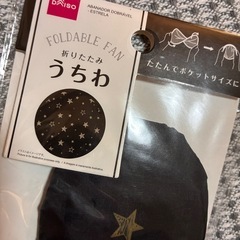 DAISO
ABANADOR DOBRÁVEL
- ESTRELA
FOLDABLE FAN
折りたたみ
うちわ
たたんでポケットサイズに